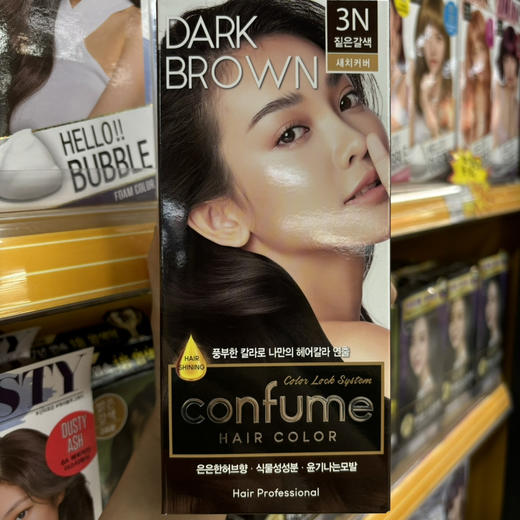 DARK
BROWN
3N
짙은갈색
새치커버
HELLO!!
BUBBLE
FOAM COLOR
풍부한 칼라로 나만의 헤어칼라 연출
HAIR
SHINING
Color Lock System
confume
HAIR COLOR
은은한허브향 · 식물성성분 · 윤기나는모발
Hair Professional
STY
DUSTY
ASH